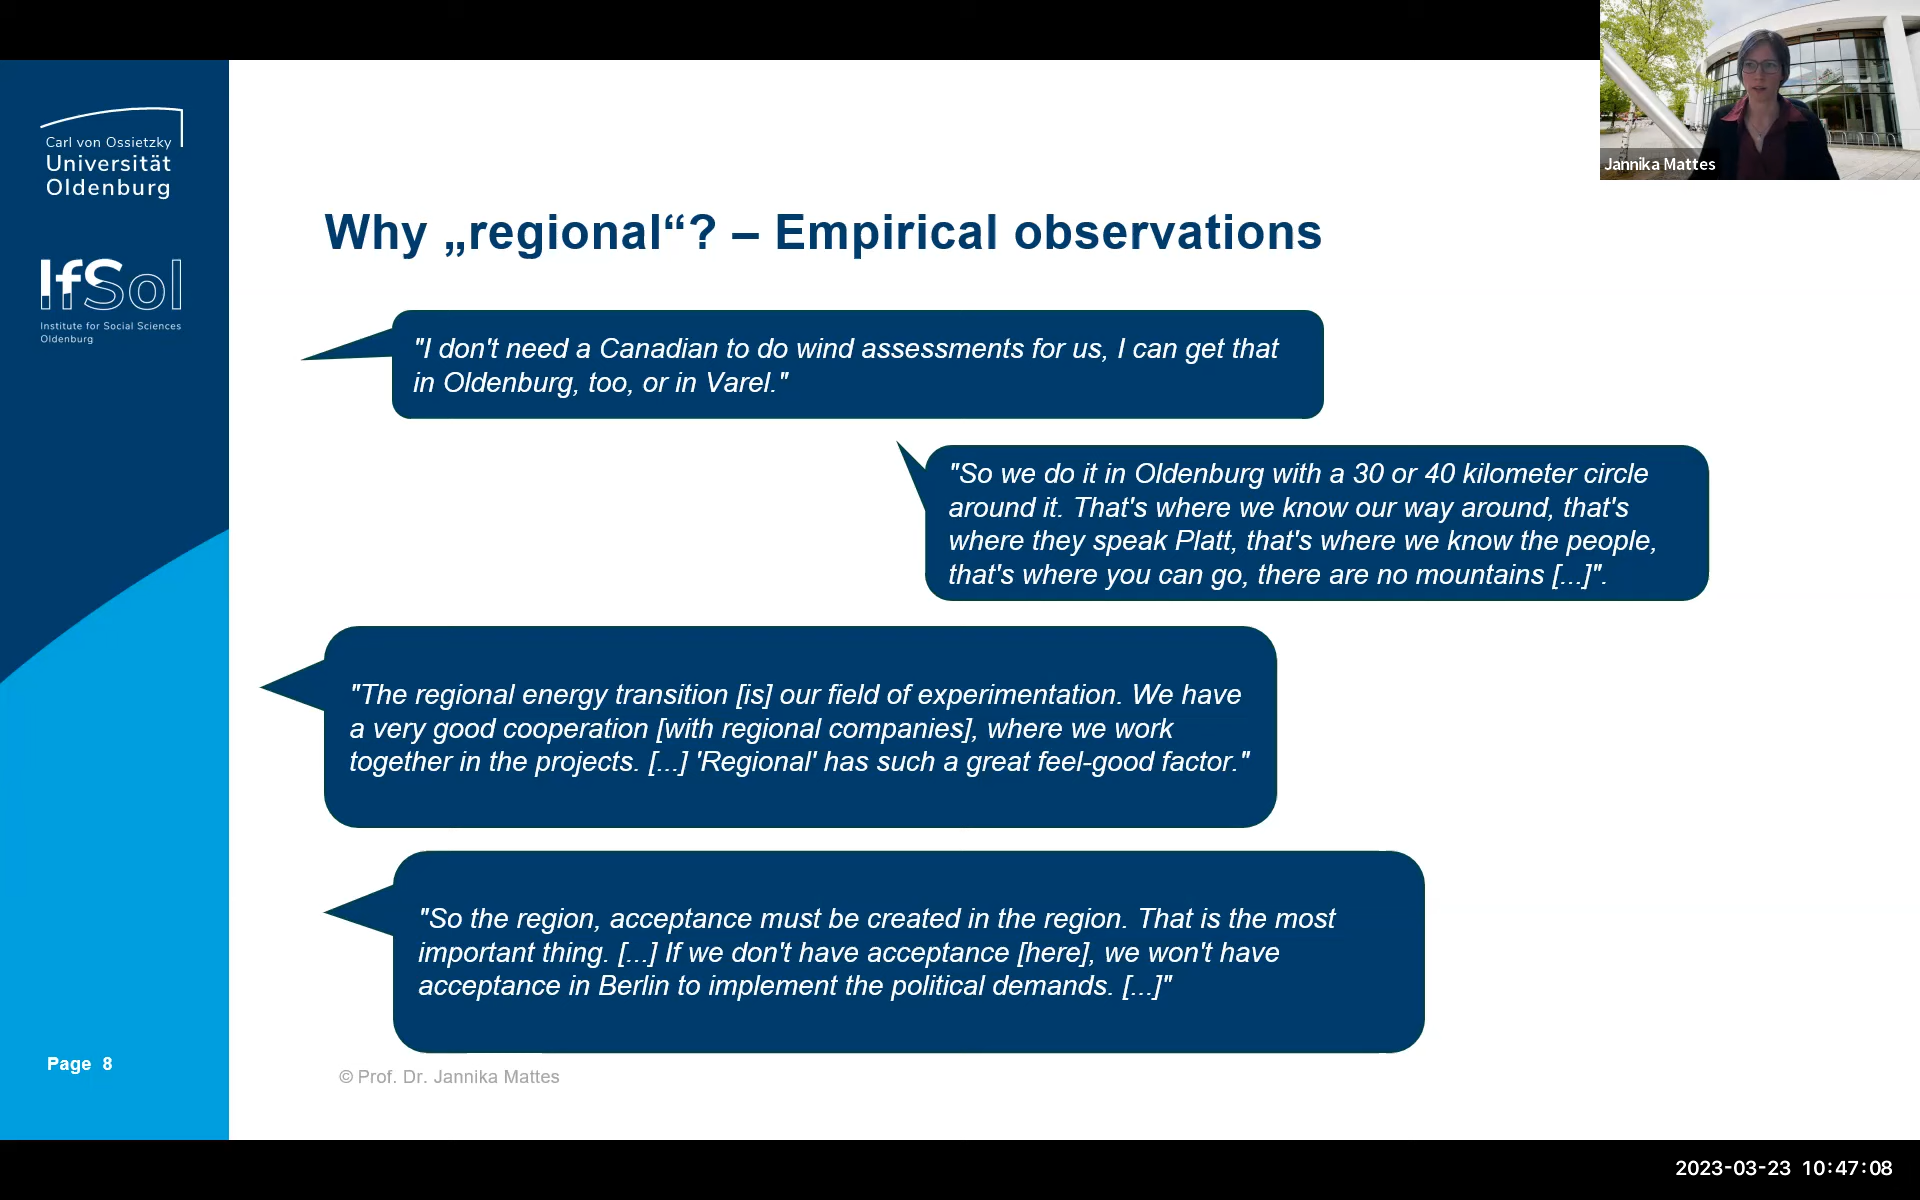 Carl von Ossietzky
Universität
Oldenburg
IfSol
Institute for Social Sciences
Oldenburg
Jannika Mattes
Why „regional“? – Empirical observations
"I don't need a Canadian to do wind assessments for us, I can get that
in Oldenburg, too, or in Varel."
"So we do it in Oldenburg with a 30 or 40 kilometer circle
around it. That's where we know our way around, that's
where they speak Platt, that's where we know the people,
that's where you can go, there are no mountains [...]".
"The regional energy transition [is] our field of experimentation. We have
a very good cooperation [with regional companies], where we work
together in the projects. [...] 'Regional' has such a great feel-good factor."
"So the region, acceptance must be created in the region. That is the most
important thing. [...] If we don't have acceptance [here], we won't have
acceptance in Berlin to implement the political demands. [...]"
Page 8
© Prof. Dr. Jannika Mattes
2023-03-23 10:47:08